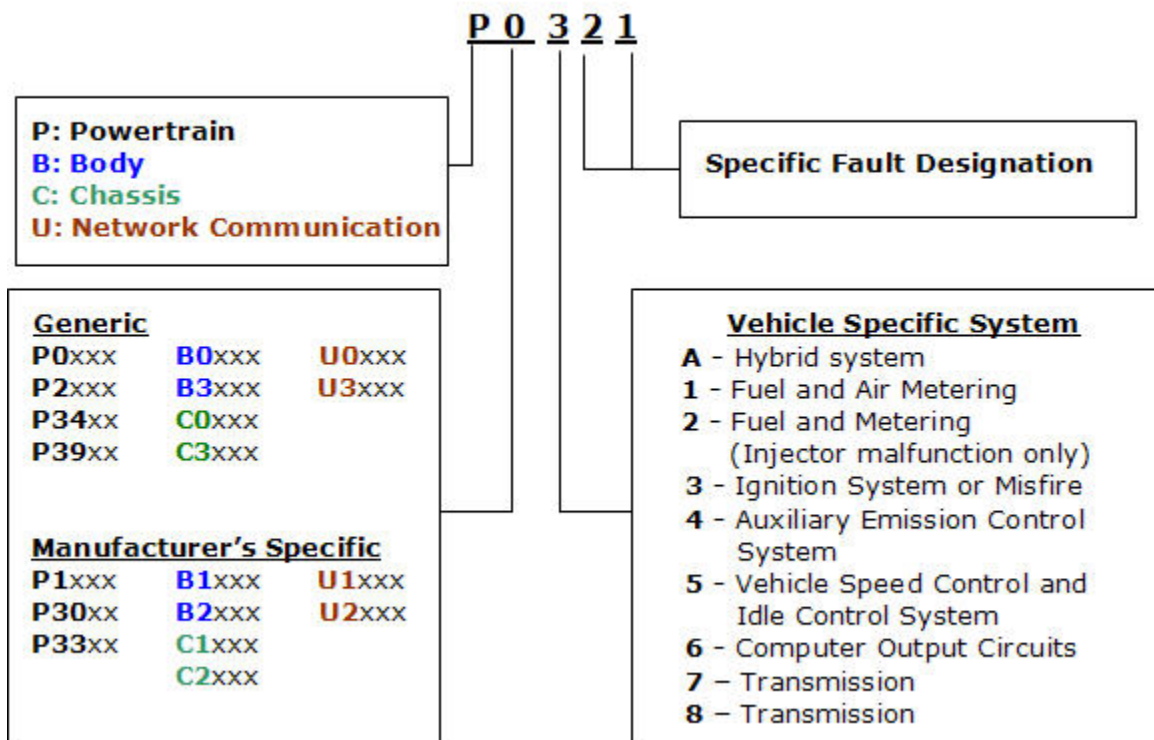 P 0 3 2 1
P: Powertrain
B: Body
C: Chassis
U: Network Communication
Specific Fault Designation
Generic
P0xxx B0xxx U0xxx
P2xxx B3xxx U3xxx
P34xx C0xxx
P39xx C3xxx
Manufacturer's Specific
P1xxx B1xxx U1xxx
P30xx B2xxx U2xxx
P33xx C1xxx
C2xxx
Vehicle Specific System
A - Hybrid system
1 - Fuel and Air Metering
2 - Fuel and Metering
(Injector malfunction only)
3 - Ignition System or Misfire
4 - Auxiliary Emission Control
System
5 - Vehicle Speed Control and
Idle Control System
6 - Computer Output Circuits
7 – Transmission
8 – Transmission